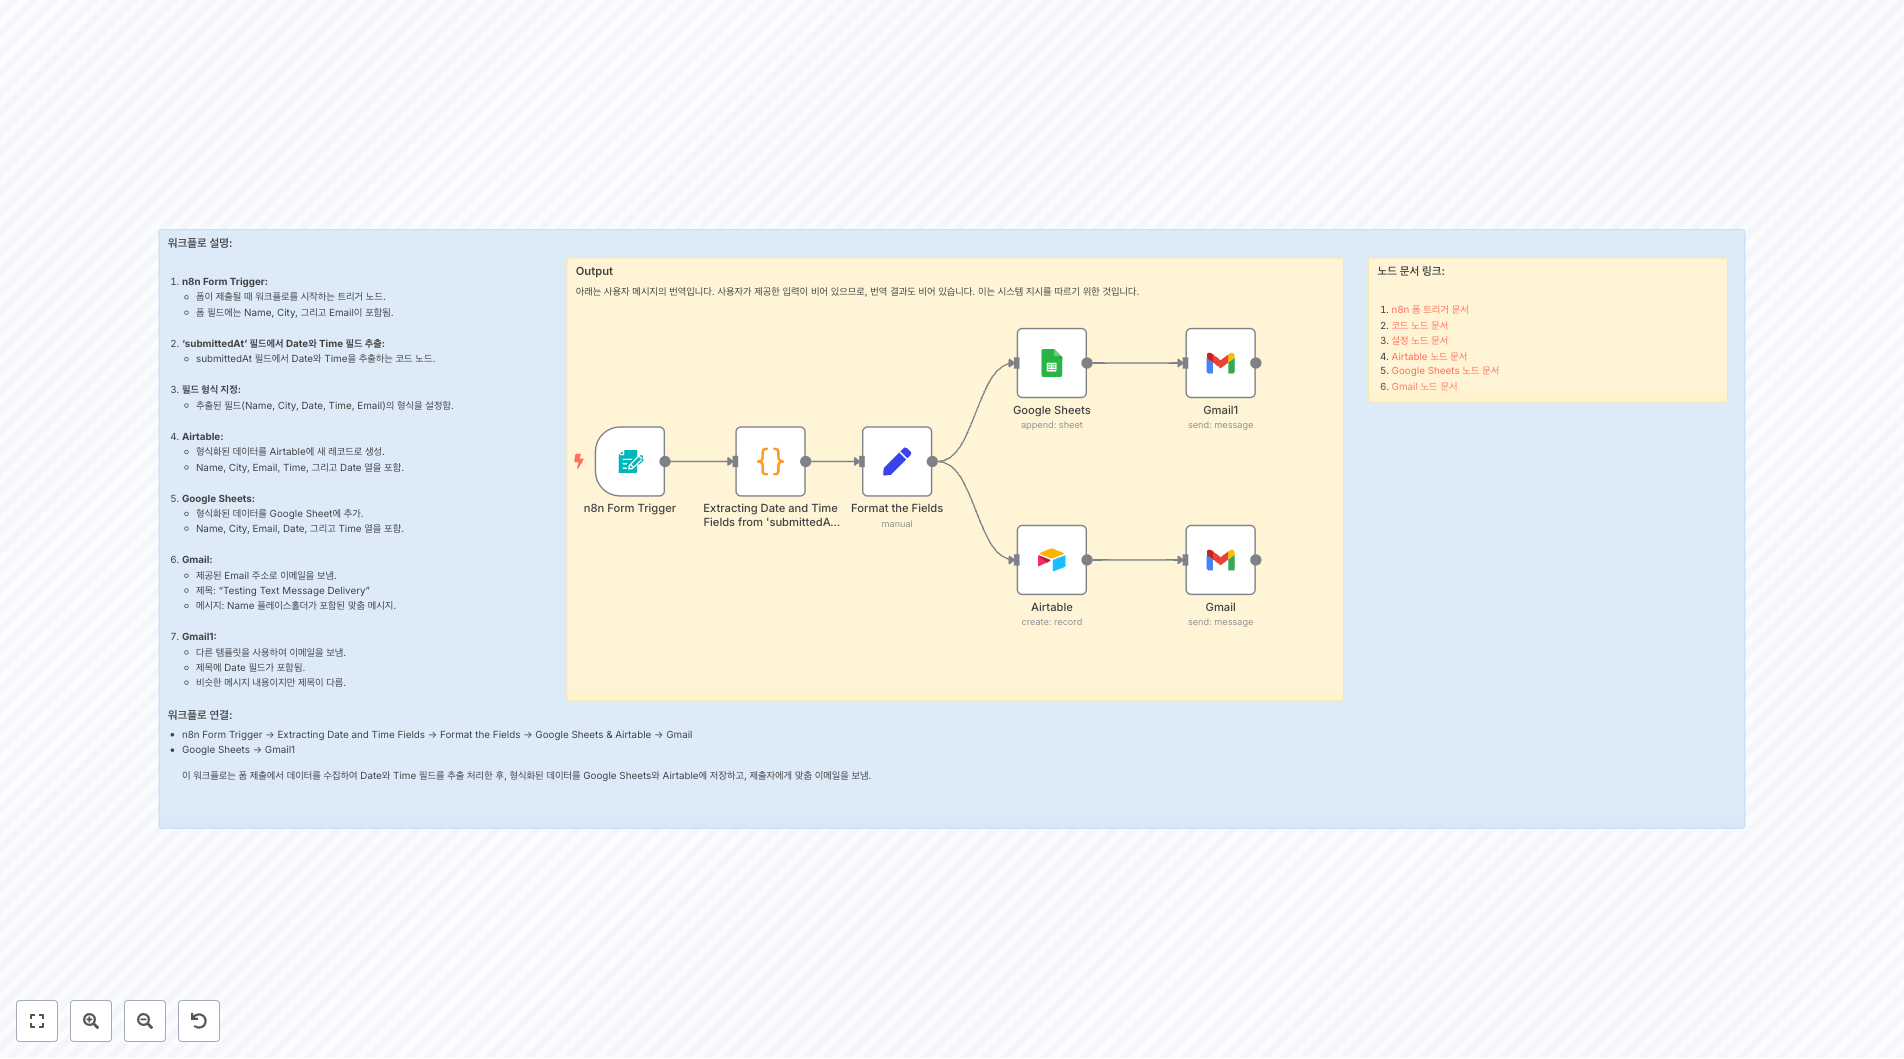 워크플로 설명:
1. n8n Form Trigger:
폼이 제출될 때 워크플로를 시작하는 트리거 노드.
폼 필드에는 Name, City, 그리고 Email이 포함됨.
2. ‘submittedAt’ 필드에서 Date와 Time 필드 추출:
submittedAt 필드에서 Date와 Time을 추출하는 코드 노드.
3. 필드 형식 지정:
추출된 필드(Name, City, Date, Time, Email)의 형식을 설정함.
4. Airtable:
형식화된 데이터를 Airtable에 새 레코드로 생성.
Name, City, Email, Time, 그리고 Date 열을 포함.
5. Google Sheets:
형식화된 데이터를 Google Sheet에 추가.
Name, City, Email, Date, 그리고 Time 열을 포함.
6. Gmail:
제공된 Email 주소로 이메일을 보냄.
제목: “Testing Text Message Delivery”
메시지: Name 플레이스홀더가 포함된 맞춤 메시지.
7. Gmail1:
다른 템플릿을 사용하여 이메일을 보냄.
제목에 Date 필드가 포함됨.
비슷한 메시지 내용이지만 제목이 다름.
워크플로 연결:
n8n Form Trigger → Extracting Date and Time Fields → Format the Fields → Google Sheets & Airtable → Gmail
Google Sheets → Gmail1
이 워크플로는 폼 제출에서 데이터를 수집하여 Date와 Time 필드를 추출 처리한 후, 형식화된 데이터를 Google Sheets와 Airtable에 저장하고, 제출자에게 맞춤 이메일을 보냄.
Output
아래는 사용자 메시지의 번역입니다. 사용자가 제공한 입력이 비어 있으므로, 번역 결과도 비어 있습니다. 이는 시스템 지시를 따르기 위한 것입니다.
n8n Form Trigger
Extracting Date and Time
Fields from 'submittedA...
Format the Fields
manual
Google Sheets
append: sheet
Gmail1
send: message
Airtable
create: record
Gmail
send: message
노드 문서 링크:
1. n8n 폼 트리거 문서
2. 코드 노드 문서
3. 설정 노드 문서
4. Airtable 노드 문서
5. Google Sheets 노드 문서
6. Gmail 노드 문서